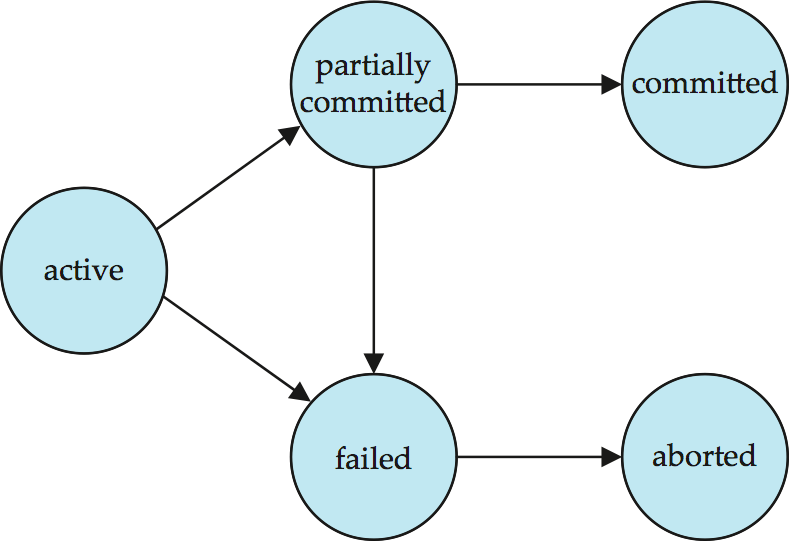 partially
committed
committed
active
failed
aborted